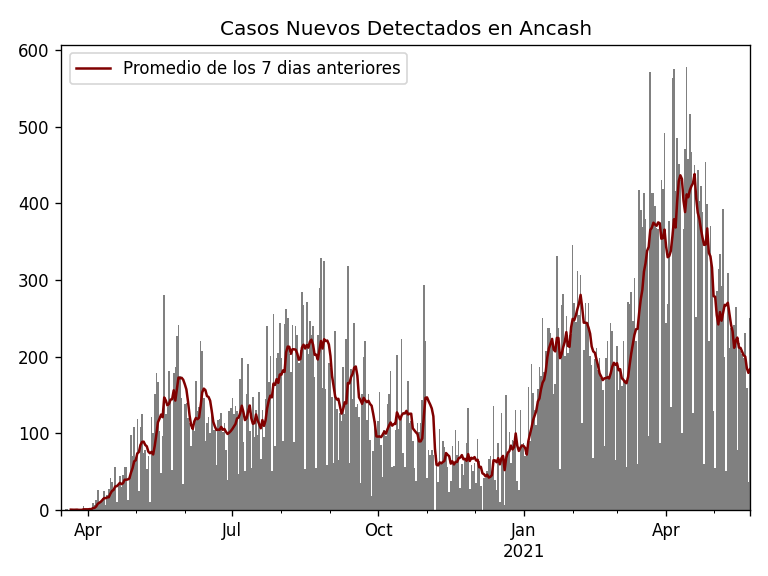 Casos Nuevos Detectados en Ancash
Promedio de los 7 dias anteriores
600
500
400
300
200
100
0
Apr
Jul
Oct
Jan
2021
Apr